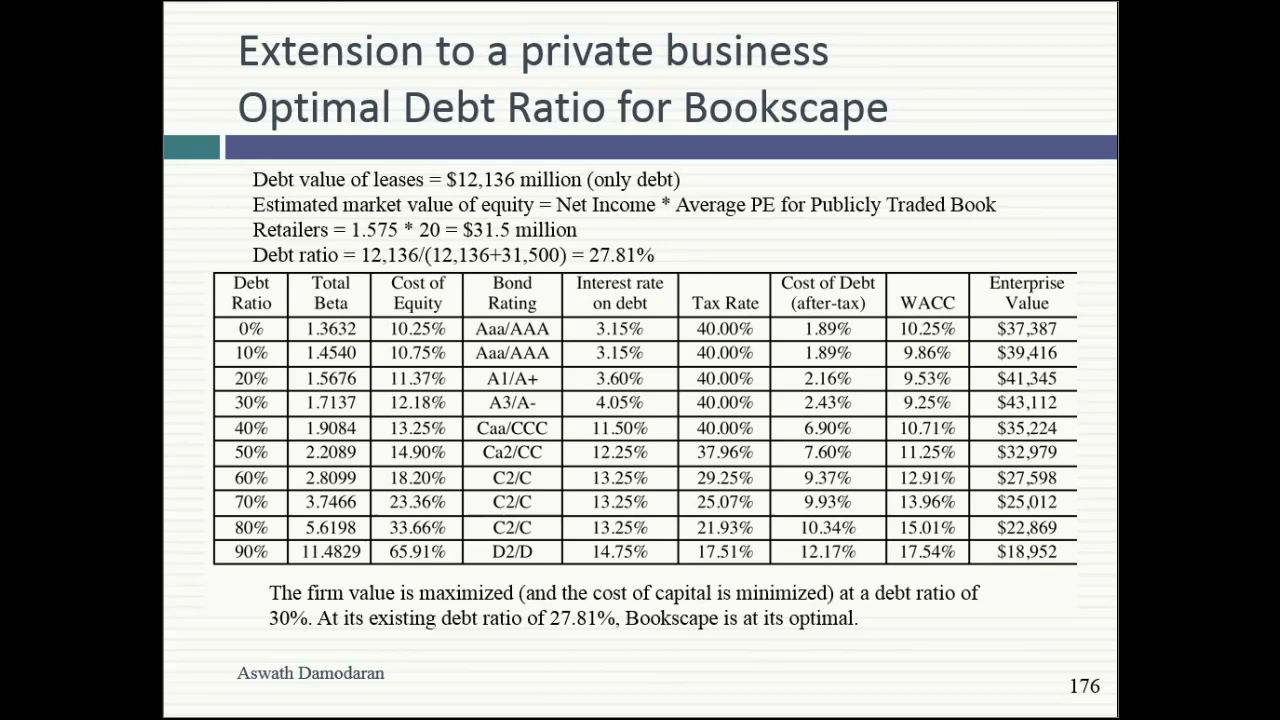 Extension to a private business
Optimal Debt Ratio for Bookscape
Debt value of leases = $12,136 million (only debt)
Estimated market value of equity = Net Income * Average PE for Publicly Traded Book
Retailers = 1.575 * 20 = $31.5 million
Debt ratio = 12,136/(12,136+31,500) = 27.81%
Debt Ratio Total Beta Cost of Equity Bond Rating Interest rate on debt Tax Rate Cost of Debt (after-tax) WACC Enterprise Value
0% 1.3632 10.25% Aaa/AAA 3.15% 40.00% 1.89% 10.25% $37,387
10% 1.4540 10.75% Aaa/AAA 3.15% 40.00% 1.89% 9.86% $39,416
20% 1.5676 11.37% A1/A+ 3.60% 40.00% 2.16% 9.53% $41,345
30% 1.7137 12.18% A3/A- 4.05% 40.00% 2.43% 9.25% $43,112
40% 1.9084 13.25% Caa/CCC 11.50% 40.00% 6.90% 10.71% $35,224
50% 2.2089 14.90% Ca2/CC 12.25% 37.96% 7.60% 11.25% $32,979
60% 2.8099 18.20% C2/C 13.25% 29.25% 9.37% 12.91% $27,598
70% 3.7466 23.36% C2/C 13.25% 25.07% 9.93% 13.96% $25,012
80% 5.6198 33.66% C2/C 13.25% 21.93% 10.34% 15.01% $22,869
90% 11.4829 65.91% D2/D 14.75% 17.51% 12.17% 17.54% $18,952
The firm value is maximized (and the cost of capital is minimized) at a debt ratio of
30%. At its existing debt ratio of 27.81%, Bookscape is at its optimal.
Aswath Damodaran
176